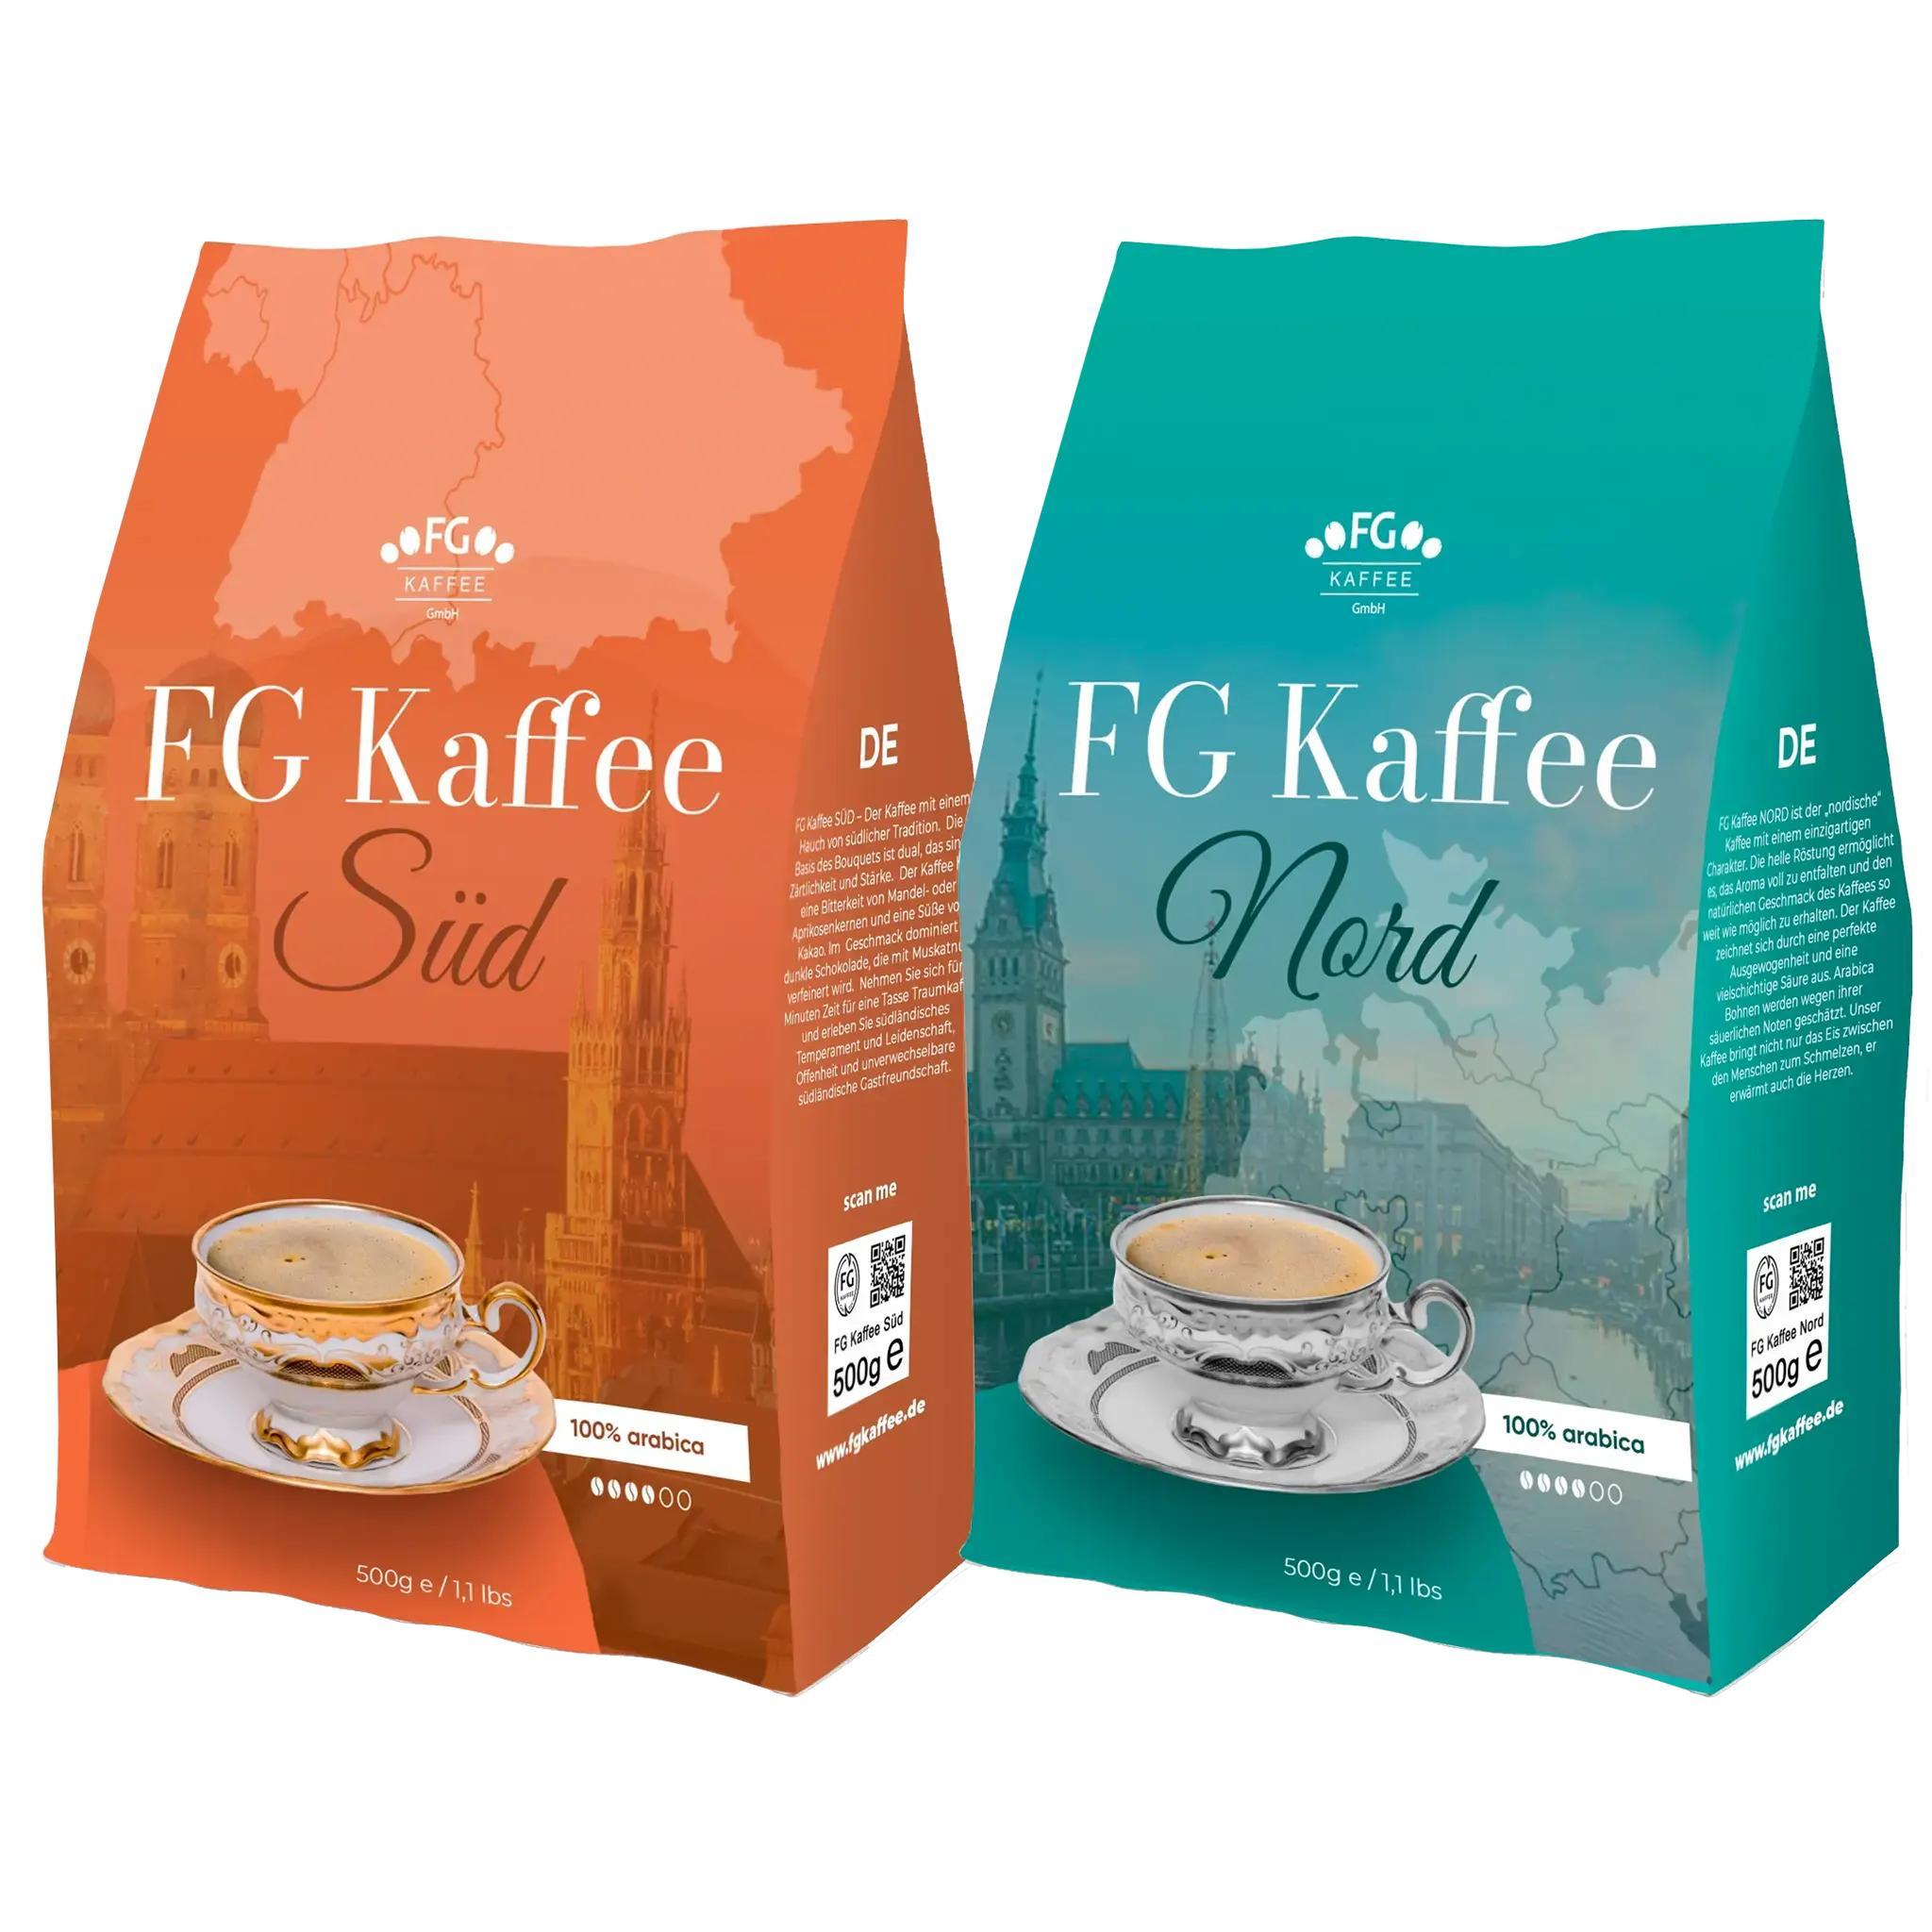 FG
KAFFEE
GmbH
FG Kaffee
Süd
100% arabica
500g e / 1,1 lbs
DE
FG Kaffee SÜD – Der Kaffee mit einem
Hauch von südlicher Tradition. Die
Basis des Bouquets ist dual, das sin
Zärtlichkeit und Stärke. Der Kaffee
eine Bitterkeit von Mandel- oder
Aprikosenkernen und eine Süße vo
Kakao. Im Geschmack dominiert
dunkle Schokolade, die mit Muskatnu
verfeinert wird. Nehmen Sie sich für
Minuten Zeit für eine Tasse Traumkaf
und erleben Sie südländisches
Temperament und Leidenschaft,
Offenheit und unverwechselbare
südländische Gastfreundschaft.
scan me
FG
KAFFEE
FG Kaffee Süd
500g e
www.fgkaffee.de
FG
KAFFEE
GmbH
FG Kaffee
Nord
100% arabica
500g e / 1,1 lbs
DE
FG Kaffee NORD ist der „nordische“
Kaffee mit einem einzigartigen
Charakter. Die helle Röstung ermöglicht
es, das Aroma voll zu entfalten und den
natürlichen Geschmack des Kaffees so
weit wie möglich zu erhalten. Der Kaffee
zeichnet sich durch eine perfekte
Ausgewogenheit und eine
vielschichtige Säure aus. Arabica
Bohnen werden wegen ihrer
säuerlichen Noten geschätzt. Unser
Kaffee bringt nicht nur das Eis zwischen
den Menschen zum Schmelzen, er
erwärmt auch die Herzen.
scan me
FG
KAFFEE
FG Kaffee Nord
500g e
www.fgkaffee.de